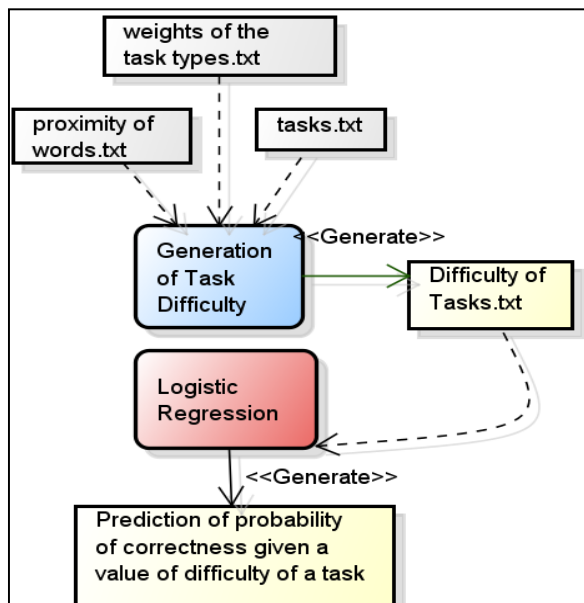 weights of the
task types.txt
proximity of
words.txt
tasks.txt
Generation
of Task
Difficulty
<<Generate>>
Difficulty of
Tasks.txt
Logistic
Regression
<<Generate>>
Prediction of probability
of correctness given a
value of difficulty of a task